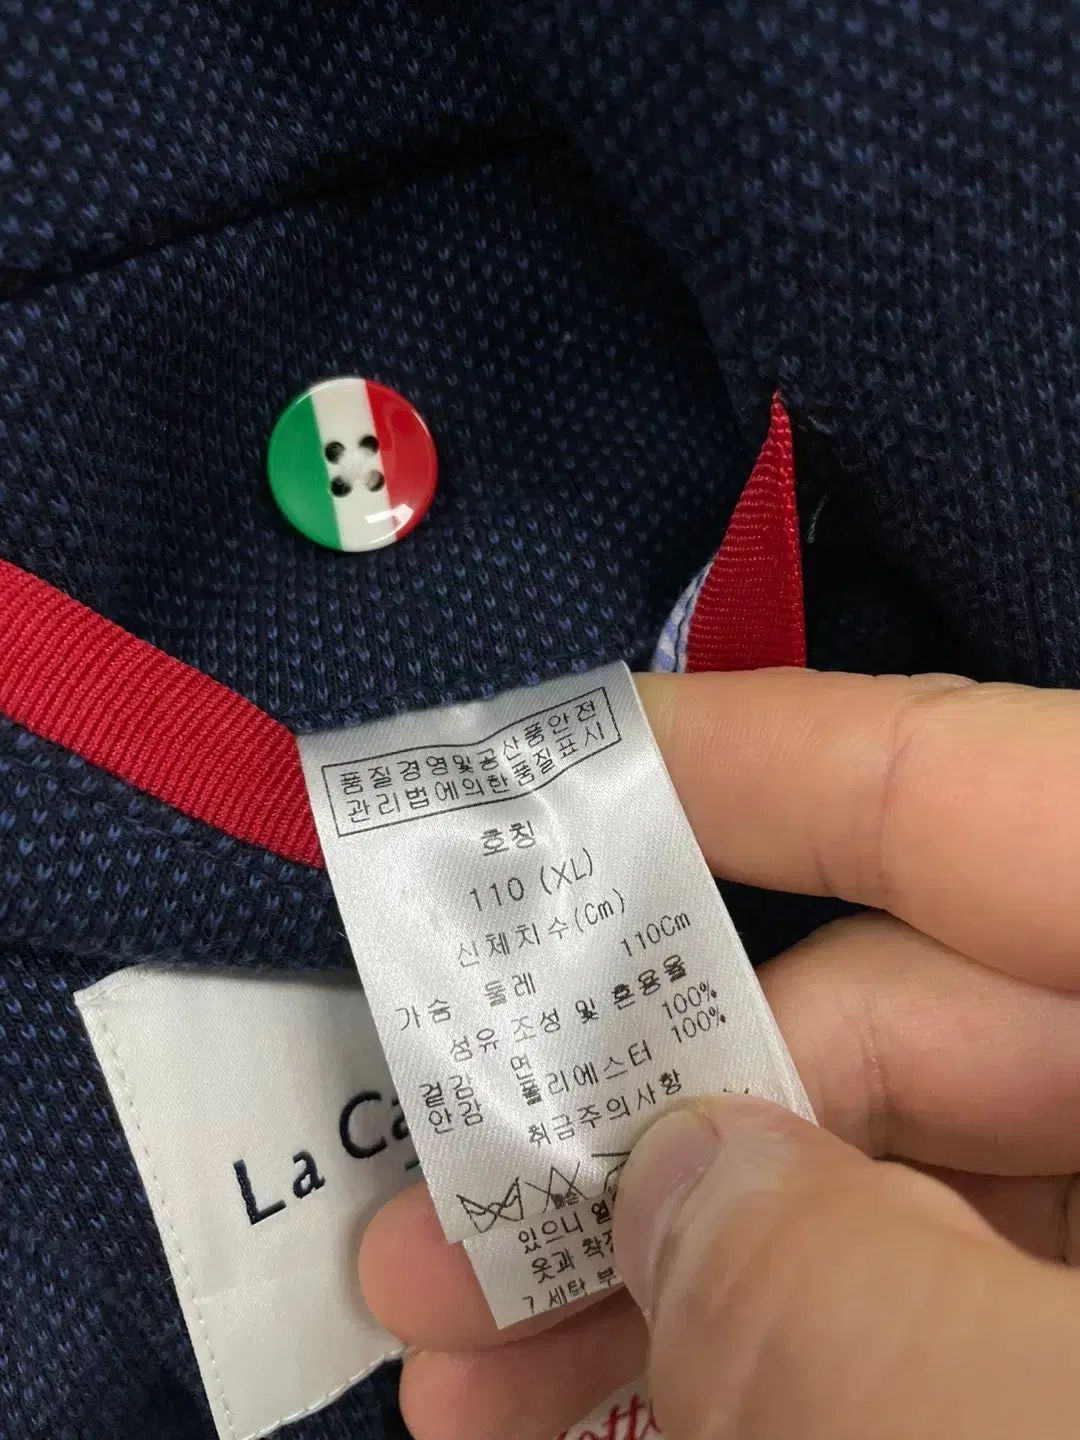 품질경영및공산품안전
관리법에의한품질표시
호칭
110 (XL)
신체치수(Cm)
가슴 둘레 110Cm
섬유 조성 및 혼용율
겉감 면 100%
안감 폴리에스터 100%
취급주의사항
있으니
옷과
세탁
La